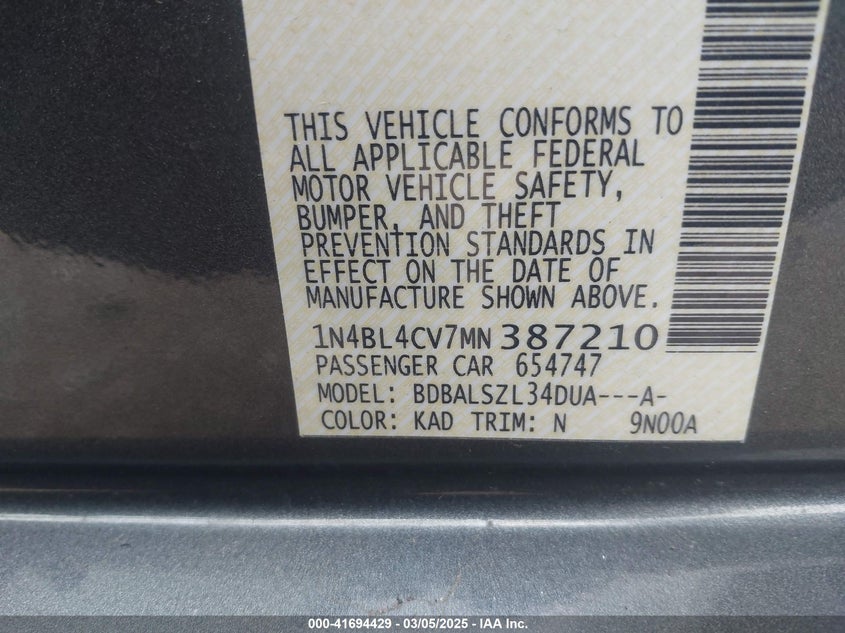 THIS VEHICLE CONFORMS TO
ALL APPLICABLE FEDERAL
MOTOR VEHICLE SAFETY,
BUMPER, AND THEFT
PREVENTION STANDARDS IN
EFFECT ON THE DATE OF
MANUFACTURE SHOWN ABOVE.
1N4BL4CV7MN387210
PASSENGER CAR 654747
MODEL: BDBALSZL34DUA---A-
COLOR: KAD TRIM: N 9N00A
000-41694429 - 03/05/2025 - IAA Inc.